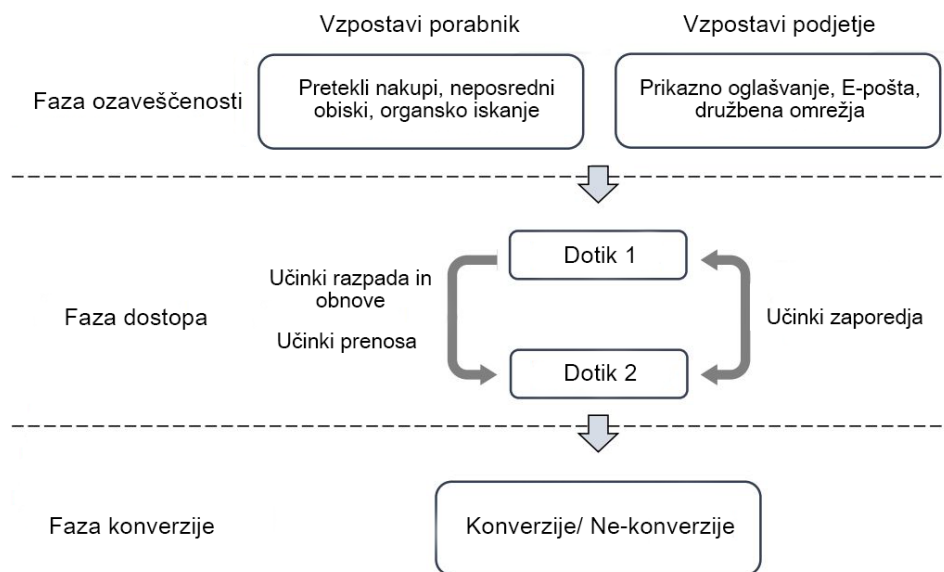 Vzpostavi porabnik
Vzpostavi podjetje
Faza ozaveščenosti
Pretekli nakupi, neposredni
obiski, organsko iskanje
Prikazno oglašvanje, E-pošta,
družbena omrežja
Faza dostopa
Učinki razpada in
obnove
Učinki prenosa
Dotik 1
Dotik 2
Učinki zaporedja
Faza konverzije
Konverzije/ Ne-konverzije